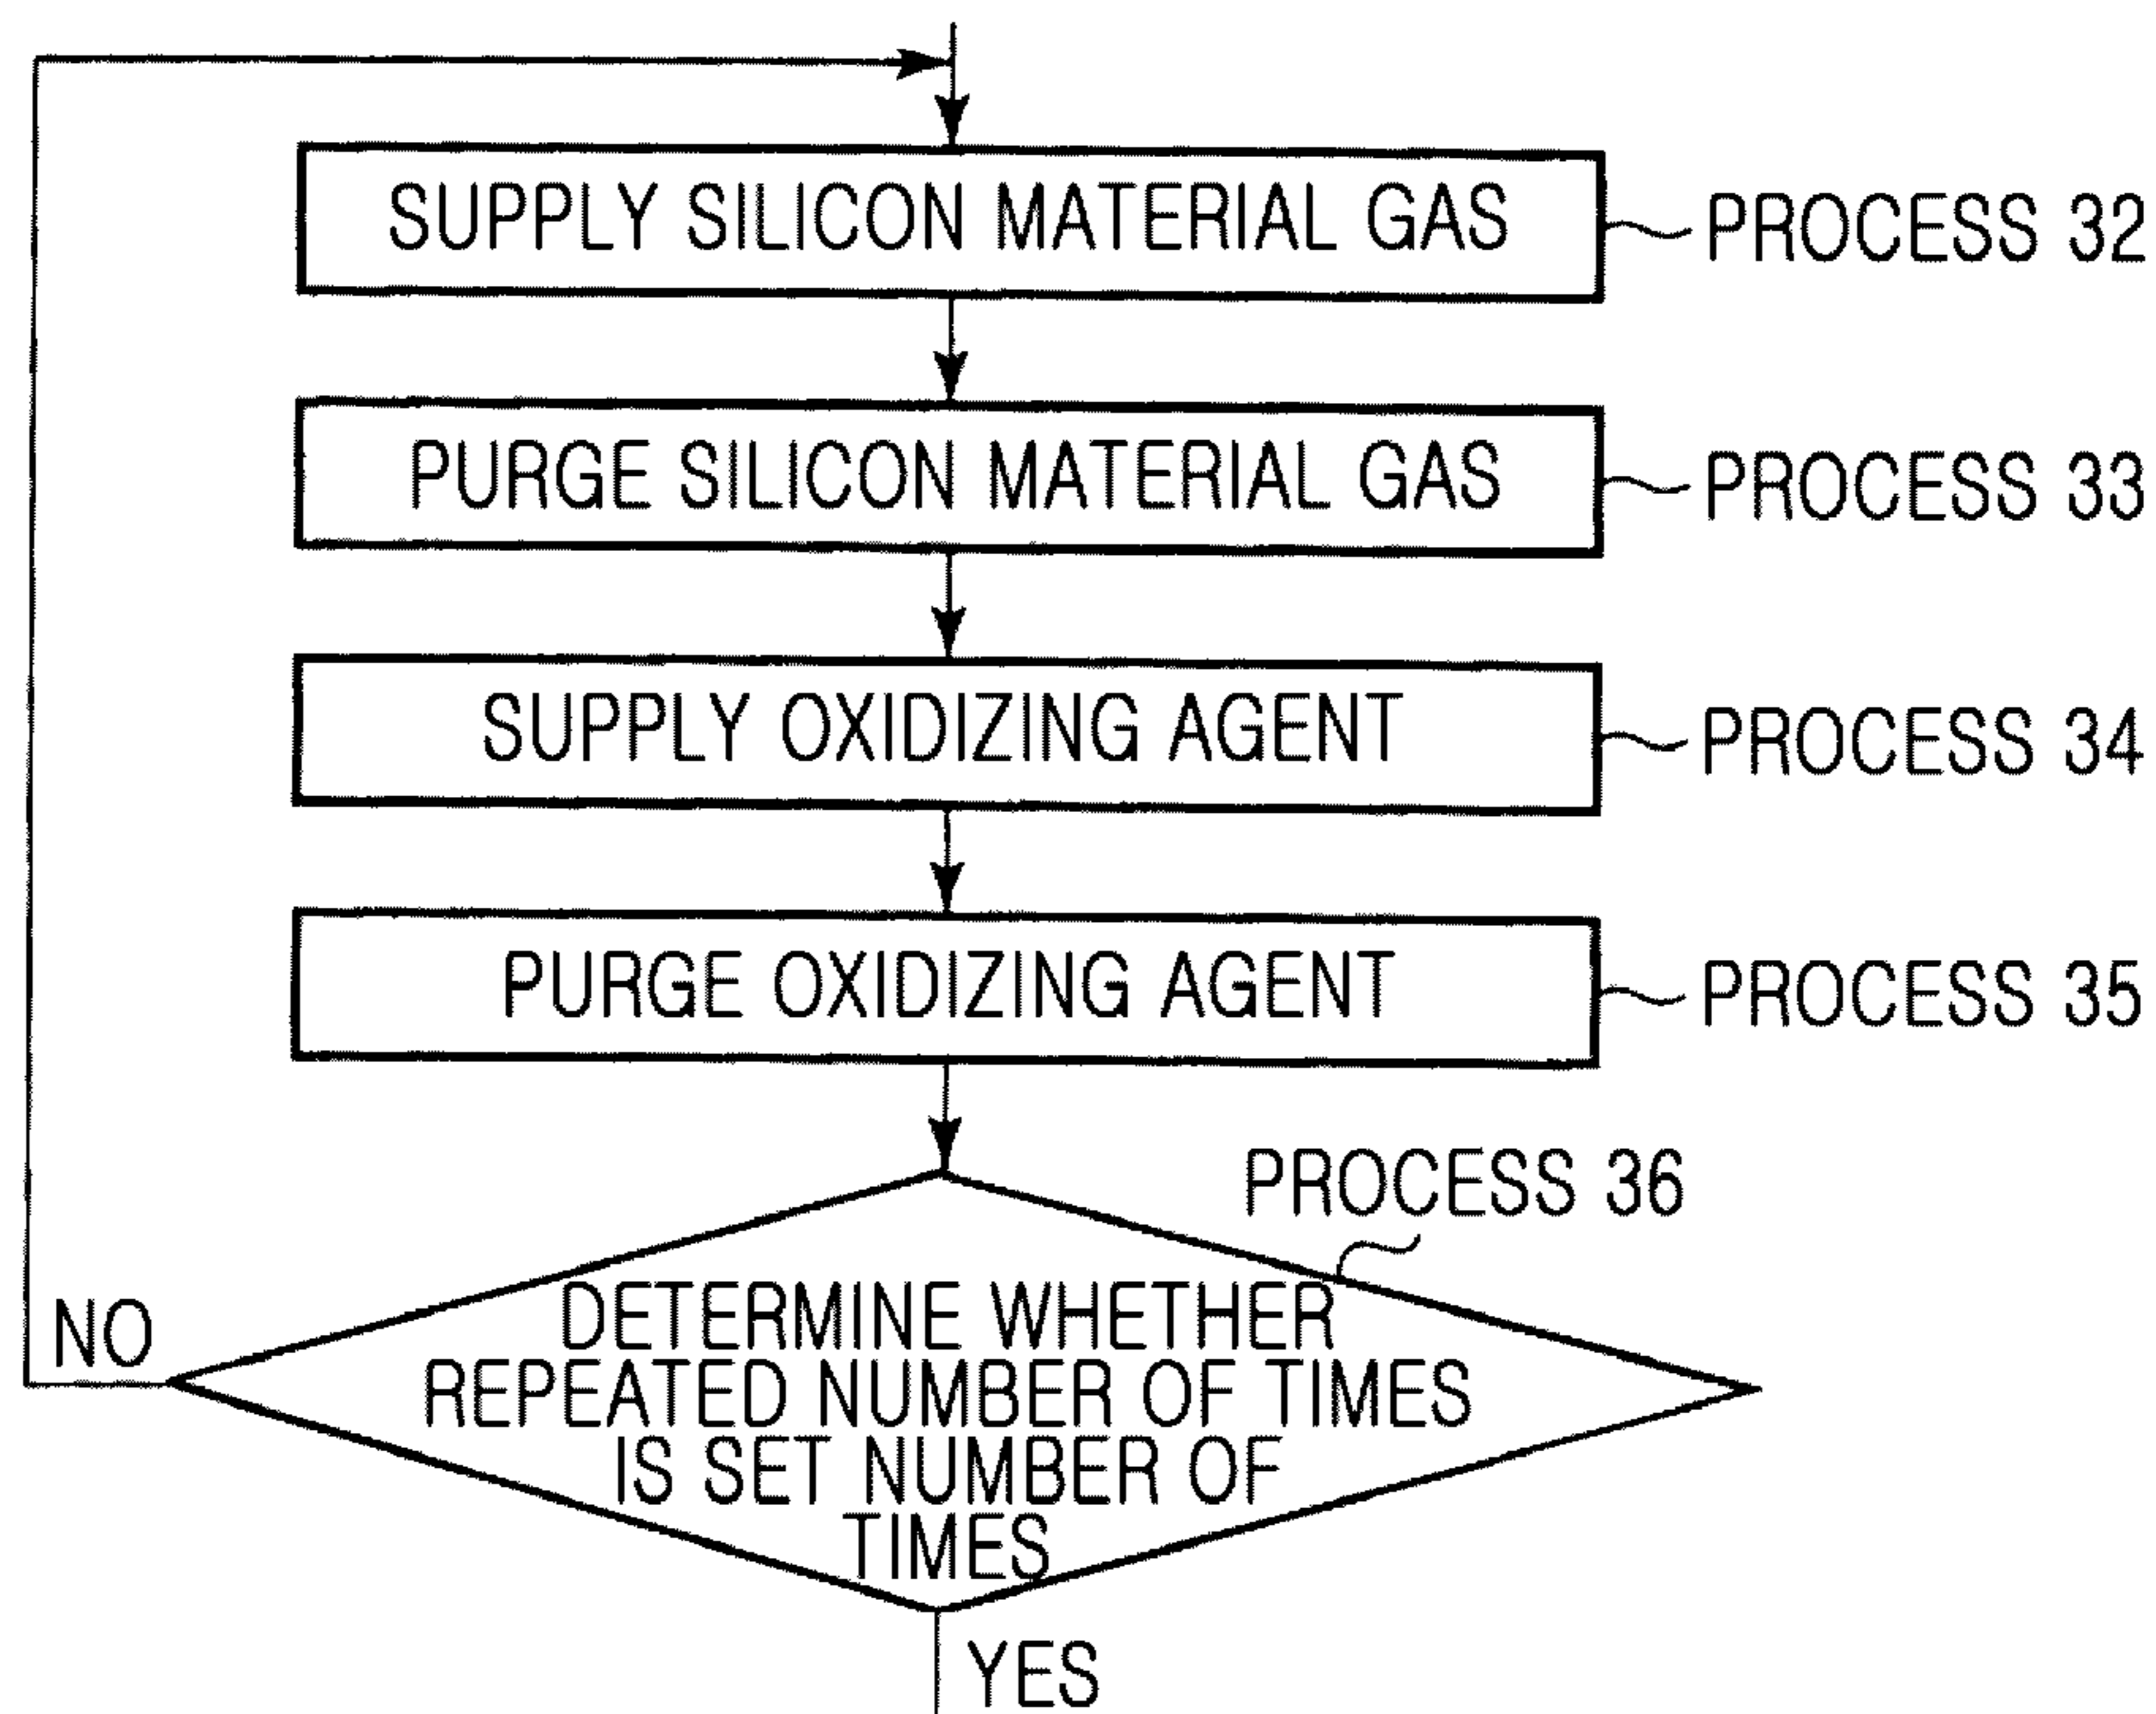 SUPPLY SILICON MATERIAL GAS
PROCESS 32
PURGE SILICON MATERIAL GAS
PROCESS 33
SUPPLY OXIDIZING AGENT
PROCESS 34
PURGE OXIDIZING AGENT
PROCESS 35
PROCESS 36
DETERMINE WHETHER
REPEATED NUMBER OF TIMES
IS SET NUMBER OF
TIMES
NO
YES